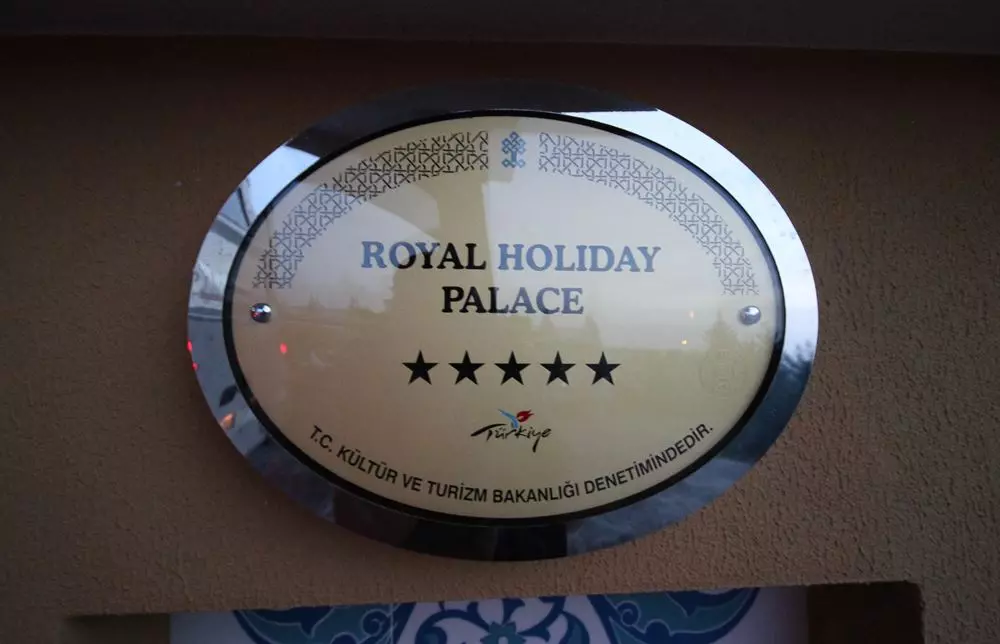 ROYAL HOLIDAY
PALACE
★★★★★
Türkiye
T.C. KÜLTÜR VE TURİZM BAKANLIĞI DENETİMİNDEDİR.